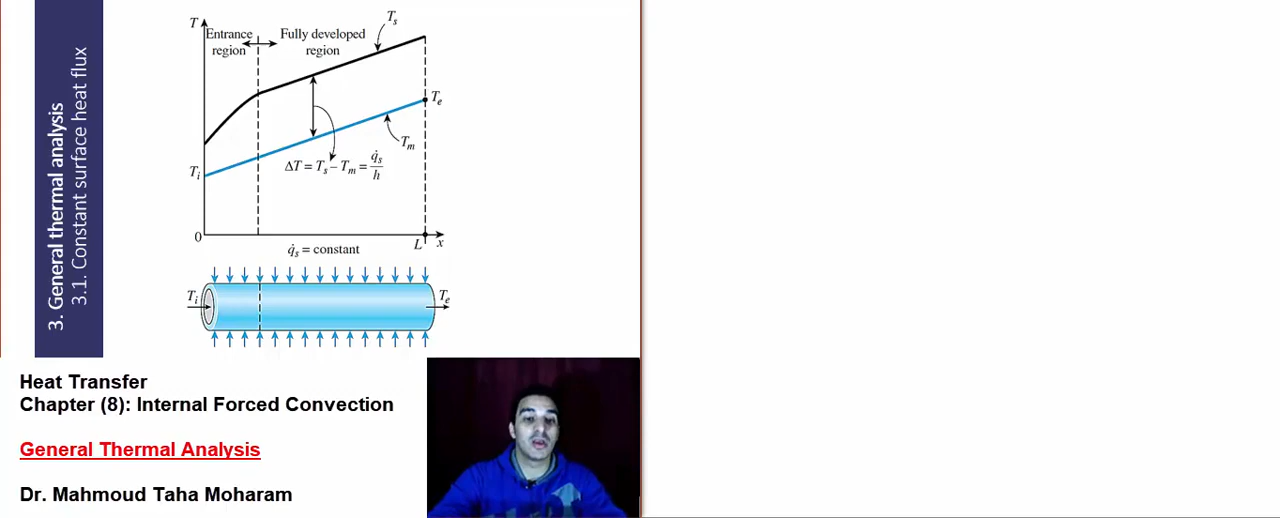 3. General thermal analysis
3.1. Constant surface heat flux
T
Entrance
region
Fully developed
region
Ts
Te
Tm
Ti
ΔT = Ts – Tm = q̇s/h
0
L
x
q̇s = constant
Ti
Te
Heat Transfer
Chapter (8): Internal Forced Convection
General Thermal Analysis
Dr. Mahmoud Taha Moharam